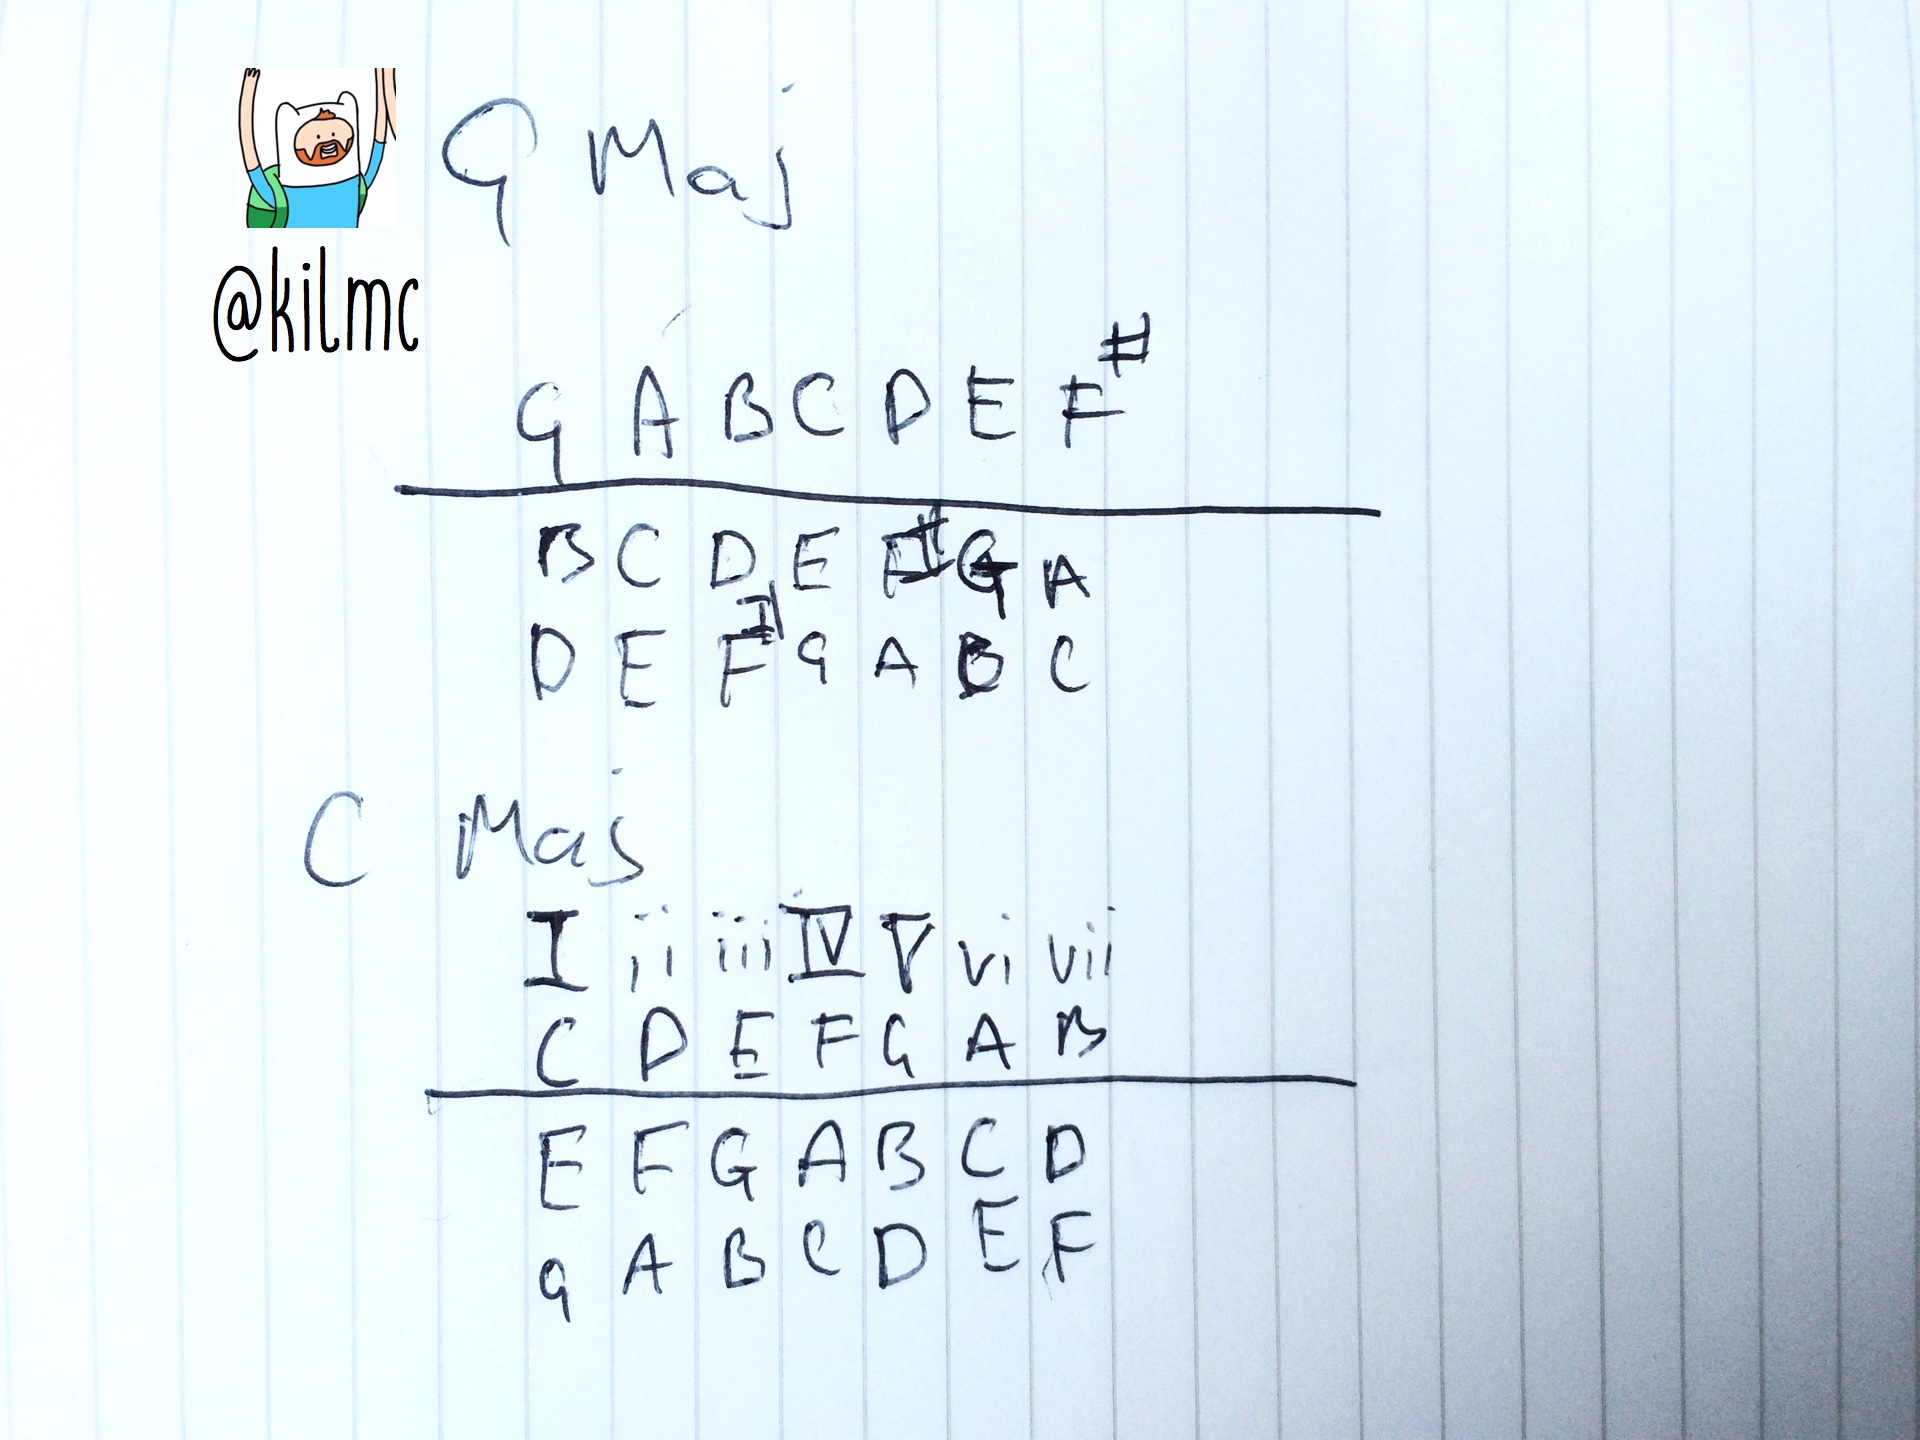 G Maj
@kilmc
G A B C D E F#
B C D E F# G A
D E F# G A B C
C Maj
I ii iii IV V vi vii
C D E F G A B
E F G A B C D
G A B C D E F